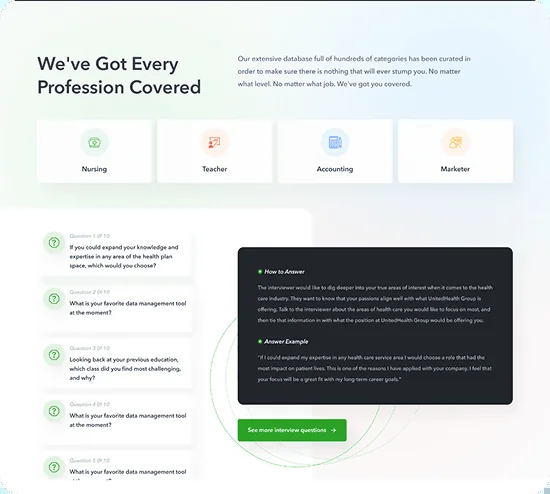 We've Got Every
Profession Covered
Our extensive database full of hundreds of categories has been curated in
order to make sure there is nothing that will ever stump you. No matter
what level. No matter what job. We've got you covered.
Nursing
Teacher
Accounting
Marketer
Question 1 0f 10
If you could expand your knowledge and
expertise in any area of the health plan
space, which would you choose?
Question 2 0f 10
What is your favorite data management tool
at the moment?
Question 3 0f 10
Looking back at your previous education,
which class did you find most challenging,
and why?
Question 4 0f 10
What is your favorite data management tool
at the moment?
Question 5 0f 10
What is your favorite data management tool
How to Answer
The interviewer would like to dig deeper into your true areas of interest when it comes to the health
care industry. They want to know that your passions align well with what UnitedHealth Group is
offering. Talk to the interviewer about the areas of health care you would like to focus on most, and
then tie that information in with what the position at UnitedHealth Group would be offering you.
Answer Example
"If I could expand my expertise in any health care service area I would choose a role that had the
most impact on patient lives. This is one of the reasons I have applied with your company. I feel that
your focus will be a great fit with my long-term career goals."
See more interview questions →